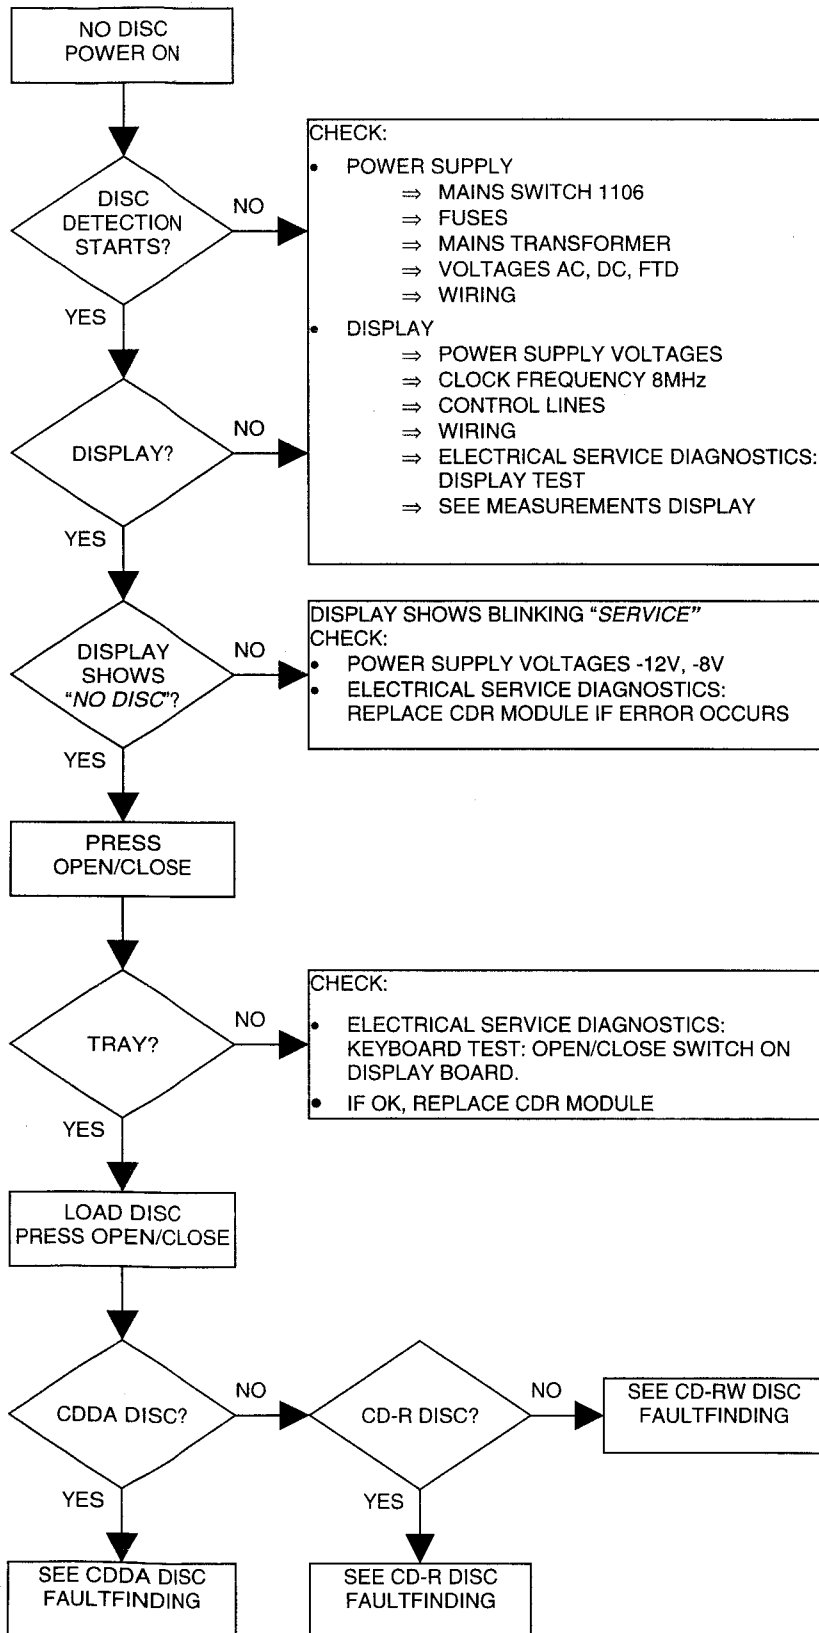 NO DISC
POWER ON
CHECK:
• POWER SUPPLY
⇒ MAINS SWITCH 1106
⇒ FUSES
⇒ MAINS TRANSFORMER
⇒ VOLTAGES AC, DC, FTD
⇒ WIRING
• DISPLAY
⇒ POWER SUPPLY VOLTAGES
⇒ CLOCK FREQUENCY 8MHz
⇒ CONTROL LINES
⇒ WIRING
⇒ ELECTRICAL SERVICE DIAGNOSTICS:
DISPLAY TEST
⇒ SEE MEASUREMENTS DISPLAY
DISC
DETECTION
STARTS?
NO
YES
DISPLAY?
NO
YES
DISPLAY
SHOWS
“NO DISC”?
NO
YES
DISPLAY SHOWS BLINKING “SERVICE”
CHECK:
• POWER SUPPLY VOLTAGES -12V, -8V
• ELECTRICAL SERVICE DIAGNOSTICS:
REPLACE CDR MODULE IF ERROR OCCURS
PRESS
OPEN/CLOSE
TRAY?
NO
YES
CHECK:
• ELECTRICAL SERVICE DIAGNOSTICS:
KEYBOARD TEST: OPEN/CLOSE SWITCH ON
DISPLAY BOARD.
• IF OK, REPLACE CDR MODULE
LOAD DISC
PRESS OPEN/CLOSE
CDDA DISC?
NO
YES
CD-R DISC?
NO
YES
SEE CD-RW DISC
FAULTFINDING
SEE CDDA DISC
FAULTFINDING
SEE CD-R DISC
FAULTFINDING